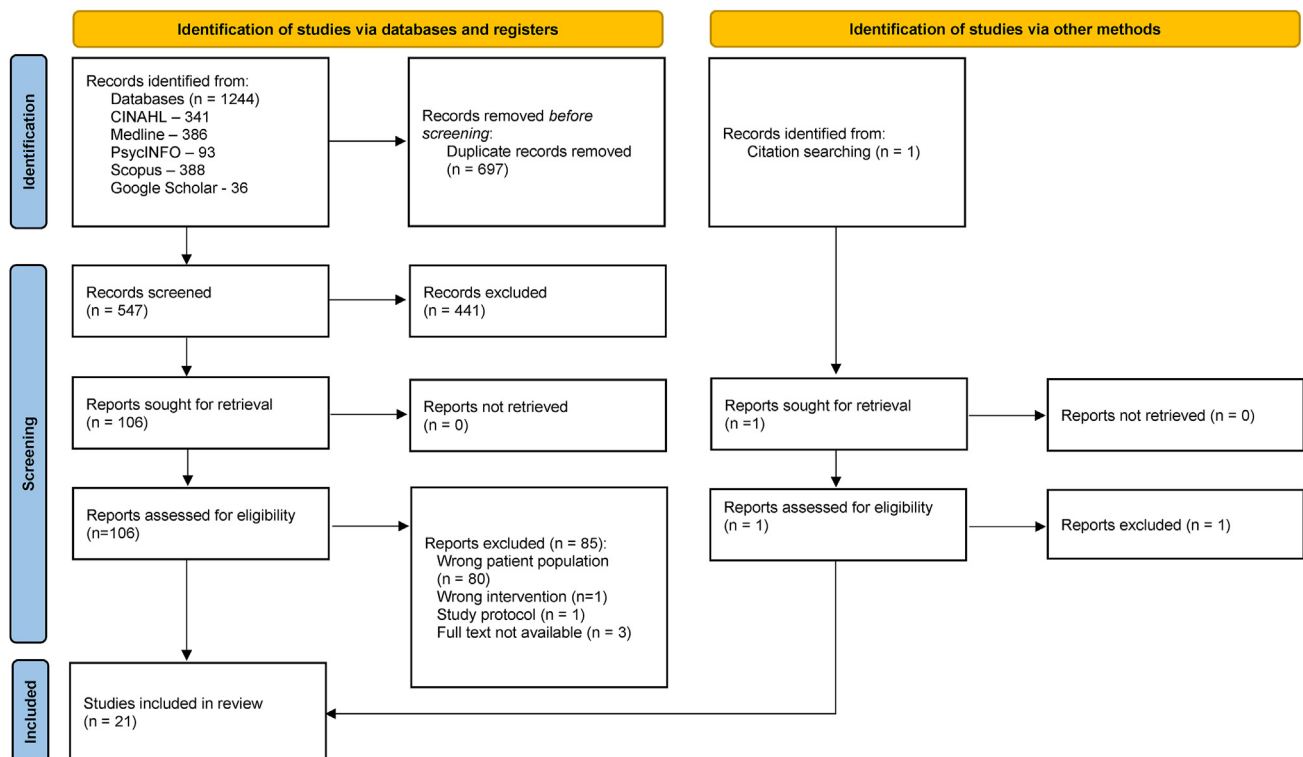 Identification of studies via databases and registers
Identification of studies via other methods
Identification
Records identified from:
Databases (n = 1244)
CINAHL – 341
Medline – 386
PsycINFO – 93
Scopus – 388
Google Scholar - 36
Records removed before
screening:
Duplicate records removed
(n = 697)
Records identified from:
Citation searching (n = 1)
Screening
Records screened
(n = 547)
Records excluded
(n = 441)
Reports sought for retrieval
(n = 106)
Reports not retrieved
(n = 0)
Reports sought for retrieval
(n =1)
Reports not retrieved (n = 0)
Reports assessed for eligibility
(n=106)
Reports excluded (n = 85):
Wrong patient population
(n = 80)
Wrong intervention (n=1)
Study protocol (n = 1)
Full text not available (n = 3)
Reports assessed for eligibility
(n = 1)
Reports excluded (n = 1)
Included
Studies included in review
(n = 21)